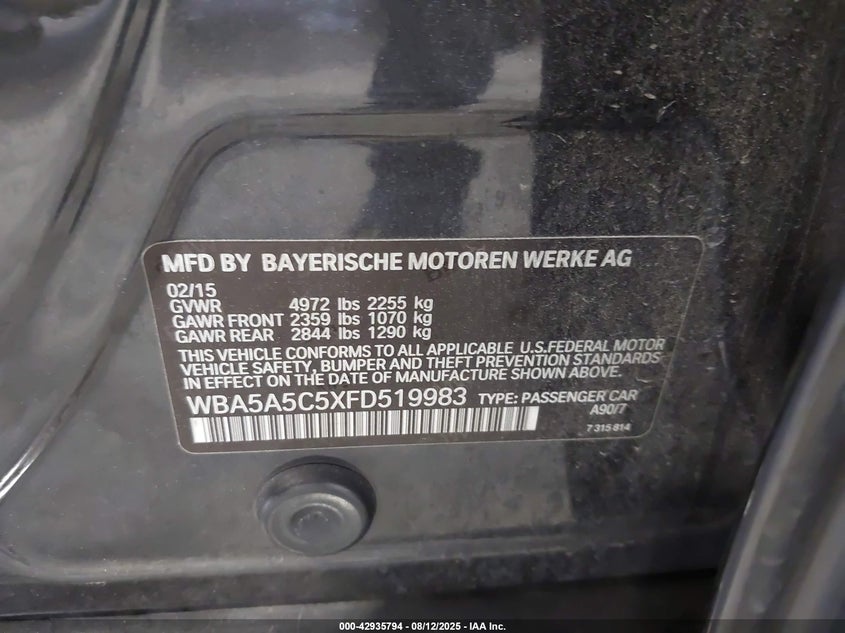 MFD BY BAYERISCHE MOTOREN WERKE AG
02/15
GVWR 4972 lbs 2255 kg
GAWR FRONT 2359 lbs 1070 kg
GAWR REAR 2844 lbs 1290 kg
THIS VEHICLE CONFORMS TO ALL APPLICABLE U.S.FEDERAL MOTOR
VEHICLE SAFETY, BUMPER AND THEFT PREVENTION STANDARDS
IN EFFECT ON THE DATE OF MANUFACTURE SHOWN ABOVE.
WBA5A5C5XFD519983 TYPE: PASSENGER CAR
A90/7
7 315 814
000-42935794 - 08/12/2025 - IAA Inc.